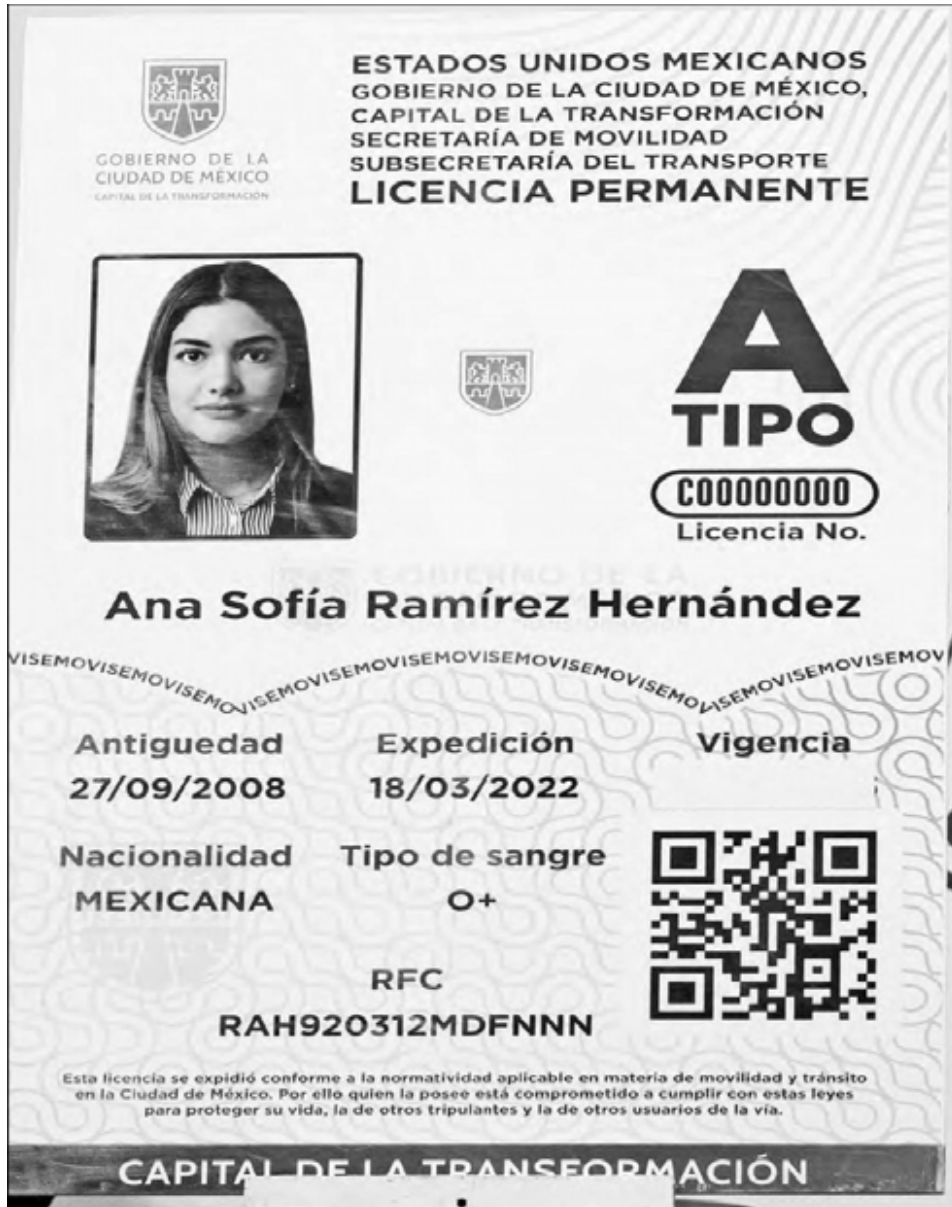 GOBIERNO DE LA
CIUDAD DE MÉXICO
CAPITAL DE LA TRANSFORMACIÓN
ESTADOS UNIDOS MEXICANOS
GOBIERNO DE LA CIUDAD DE MÉXICO,
CAPITAL DE LA TRANSFORMACIÓN
SECRETARÍA DE MOVILIDAD
SUBSECRETARÍA DEL TRANSPORTE
LICENCIA PERMANENTE
A
TIPO
C00000000
Licencia No.
GOBIERNO DE LA
Ana Sofía Ramírez Hernández
VISEMOVISEMOVISEMOVISEMOVISEMOVISEMOVISEMOVISEMOVISEMOVISEMOV
Antiguedad Expedición Vigencia
27/09/2008 18/03/2022
Nacionalidad Tipo de sangre
MEXICANA O+
RFC
RAH920312MDFNNN
Esta licencia se expidió conforme a la normatividad aplicable en materia de movilidad y tránsito
en la Ciudad de México. Por ello quien la posee está comprometido a cumplir con estas leyes
para proteger su vida, la de otros tripulantes y la de otros usuarios de la vía.
CAPITAL DE LA TRANSFORMACIÓN